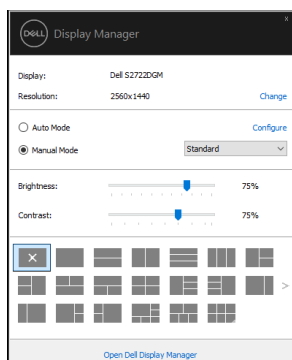 x
DELL Display Manager
Display: Dell S2722DGM
Resolution: 2560x1440 Change
Auto Mode Configure
Manual Mode Standard
Brightness: 75%
Contrast: 75%
Open Dell Display Manager